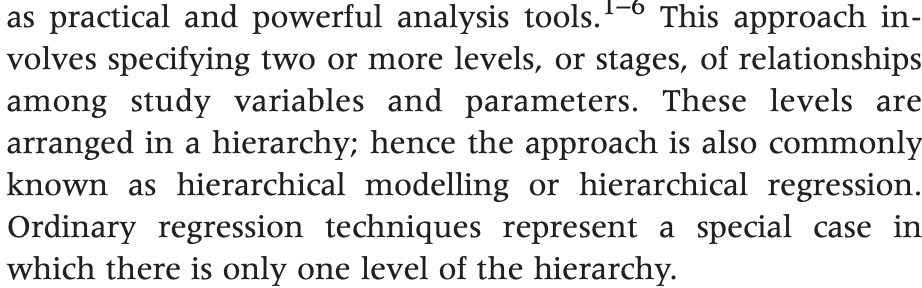 as practical and powerful analysis tools.1–6 This approach in-
volves specifying two or more levels, or stages, of relationships
among study variables and parameters. These levels are
arranged in a hierarchy; hence the approach is also commonly
known as hierarchical modelling or hierarchical regression.
Ordinary regression techniques represent a special case in
which there is only one level of the hierarchy.